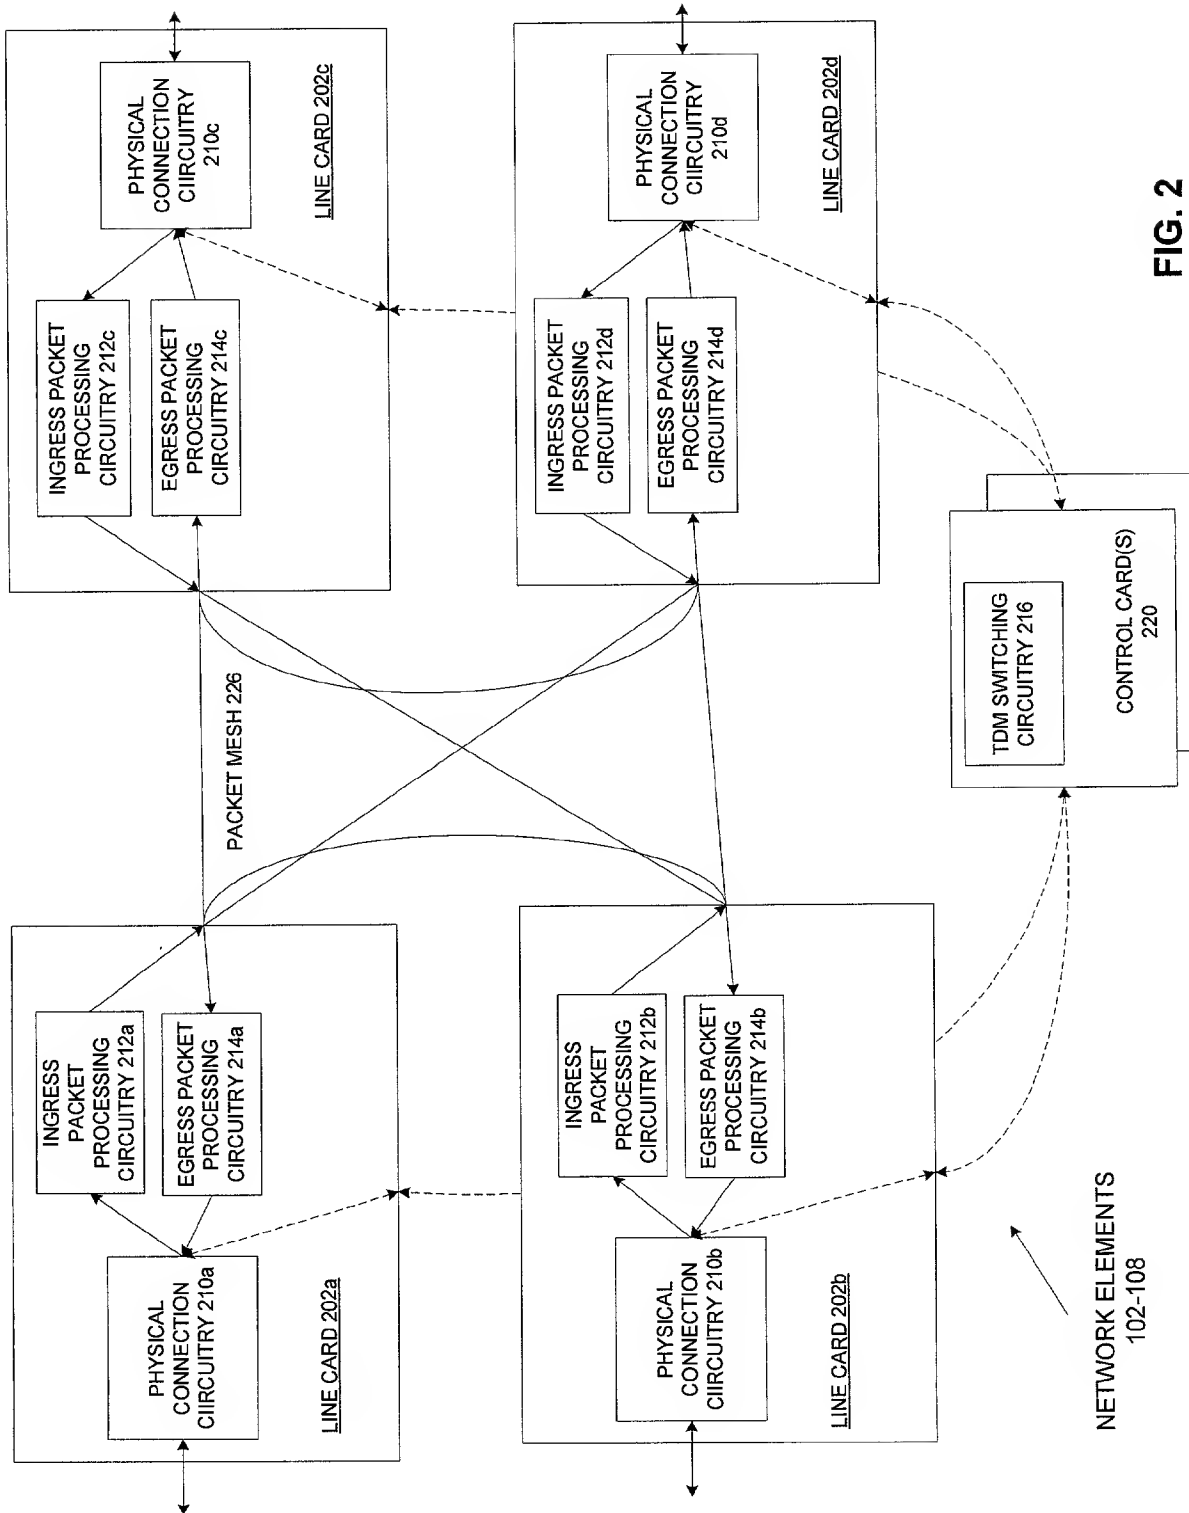 PHYSICAL
CONNECTION
CIIRCUITRY 210a
INGRESS
PACKET
PROCESSING
CIRCUITRY 212a
EGRESS PACKET
PROCESSING
CIRCUITRY 214a
LINE CARD 202a
PACKET MESH 226
INGRESS PACKET
PROCESSING
CIRCUITRY 212c
EGRESS PACKET
PROCESSING
CIRCUITRY 214c
PHYSICAL
CONNECTION
CIIRCUITRY
210c
LINE CARD 202c
PHYSICAL
CONNECTION
CIIRCUITRY 210b
INGRESS
PACKET
PROCESSING
CIRCUITRY 212b
EGRESS PACKET
PROCESSING
CIRCUITRY 214b
LINE CARD 202b
INGRESS PACKET
PROCESSING
CIRCUITRY 212d
EGRESS PACKET
PROCESSING
CIRCUITRY 214d
PHYSICAL
CONNECTION
CIIRCUITRY
210d
LINE CARD 202d
TDM SWITCHING
CIRCUITRY 216
CONTROL CARD(S)
220
NETWORK ELEMENTS
102-108
FIG. 2